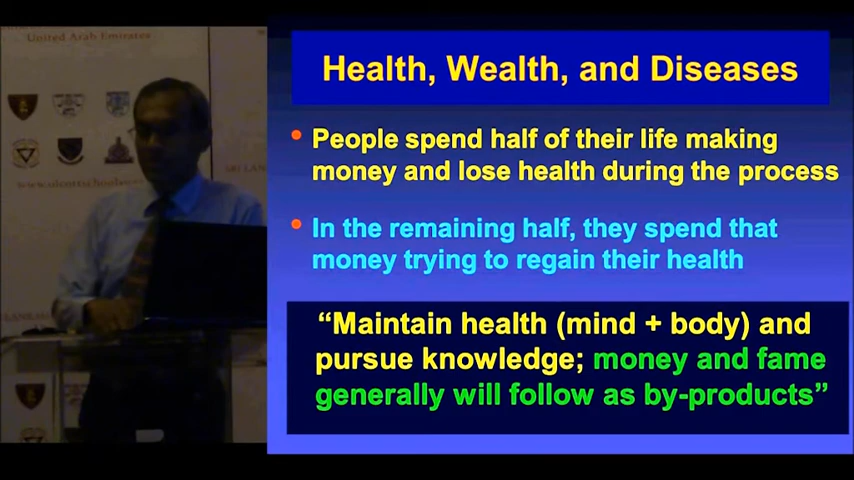 United Arab Emirates
Health, Wealth, and Diseases
• People spend half of their life making
money and lose health during the process
• In the remaining half, they spend that
money trying to regain their health
“Maintain health (mind + body) and
pursue knowledge; money and fame
generally will follow as by-products”